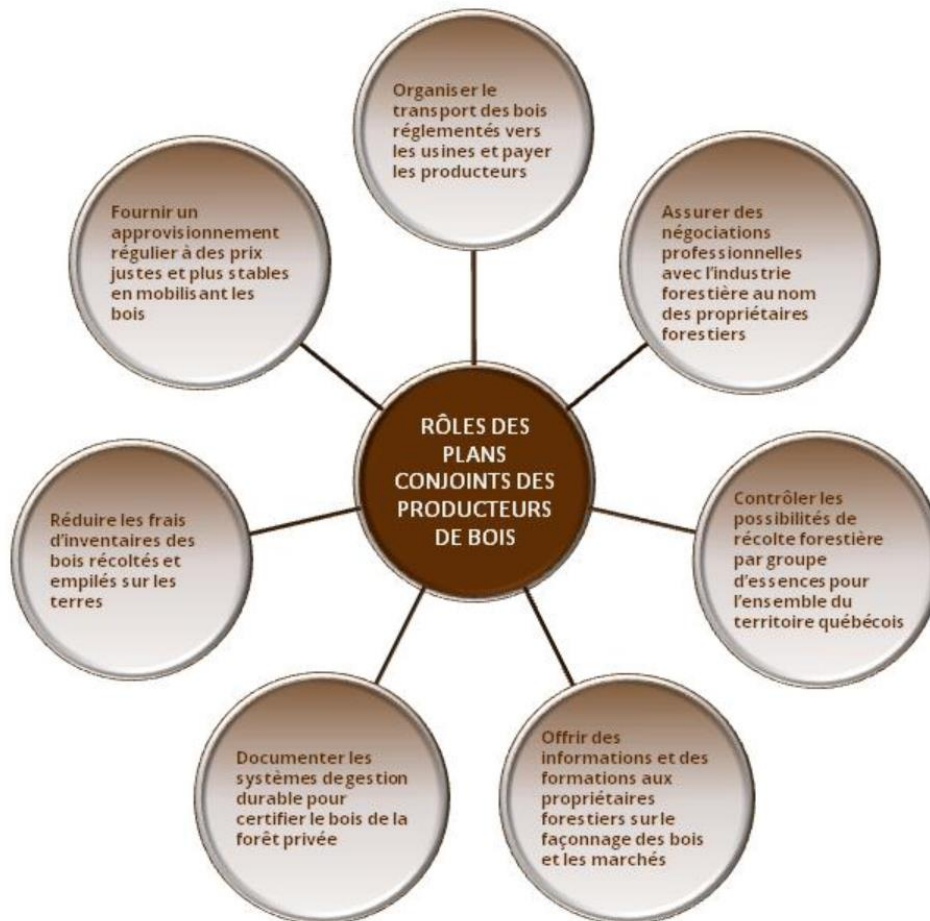 Organiser le
transport des bois
réglementés vers
les usines et payer
les producteurs
Fournir un
approvisionnement
régulier à des prix
justes et plus stables
en mobilisant les
bois
Assurer des
négociations
professionnelles
avec l'industrie
forestière au nom
des propriétaires
forestiers
RÔLES DES
PLANS
CONJOINTS DES
PRODUCTEURS
DE BOIS
Réduire les frais
d'inventaires des
bois récoltés et
empilés sur les
terres
Contrôler les
possibilités de
récolte forestière
par groupe
d'essences pour
l'ensemble du
territoire québécois
Documenter les
systèmes de gestion
durable pour
certifier le bois de la
forêt privée
Offrir des
informations et des
formations aux
propriétaires
forestiers sur le
façonnage des bois
et les marchés